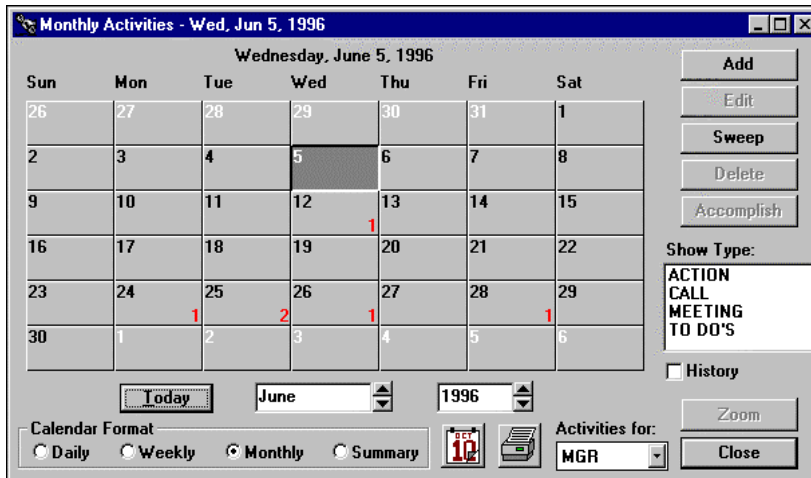 Monthly Activities - Wed, Jun 5, 1996
Wednesday, June 5, 1996
Sun Mon Tue Wed Thu Fri Sat
26 27 28 29 30 31 1
2 3 4 5 6 7 8
9 10 11 12 13 14 15
1
16 17 18 19 20 21 22
23 24 25 26 27 28 29
1 2 1 1
30 1 2 3 4 5 6
Today June 1996
Calendar Format
Daily Weekly Monthly Summary
OCT
10
Add
Edit
Sweep
Delete
Accomplish
Show Type:
ACTION
CALL
MEETING
TO DO'S
History
Activities for:
MGR
Zoom
Close